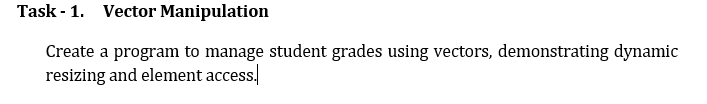 Task - 1. Vector Manipulation
Create a program to manage student grades using vectors, demonstrating dynamic
resizing and element access.